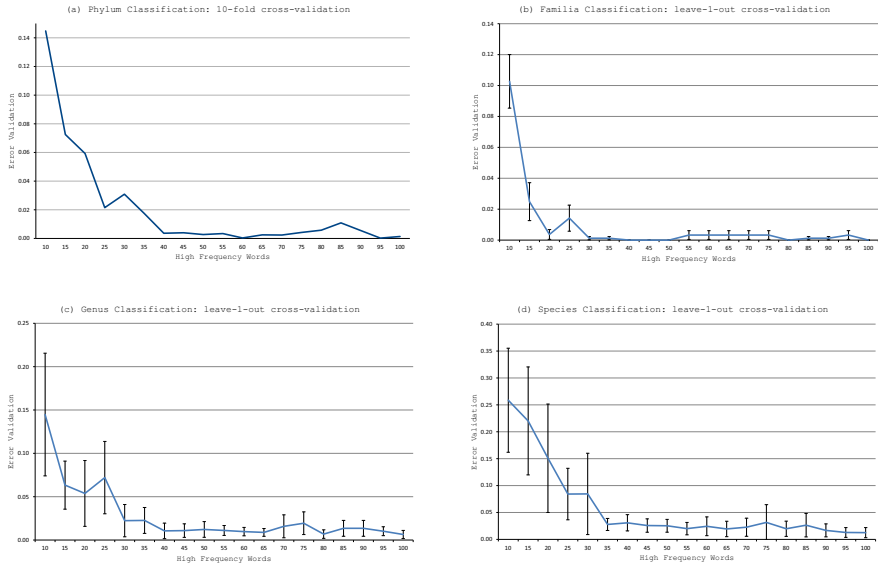 (a) Phylum Classification: 10-fold cross-validation
0.14
0.12
0.10
0.08
0.06
0.04
0.02
0.00
Error Validation
10 15 20 25 30 35 40 45 50 55 60 65 70 75 80 85 90 95 100
High Frequency Words
(b) Familia Classification: leave-1-out cross-validation
0.14
0.12
0.10
0.08
0.06
0.04
0.02
0.00
Error Validation
10 15 20 25 30 35 40 45 50 55 60 65 70 75 80 85 90 95 100
High Frequency Words
(c) Genus Classification: leave-1-out cross-validation
0.25
0.20
0.15
0.10
0.05
0.00
Error Validation
10 15 20 25 30 35 40 45 50 55 60 65 70 75 80 85 90 95 100
High Frequency Words
(d) Species Classification: leave-1-out cross-validation
0.40
0.35
0.30
0.25
0.20
0.15
0.10
0.05
0.00
Error Validation
10 15 20 25 30 35 40 45 50 55 60 65 70 75 80 85 90 95 100
High Frequency Words